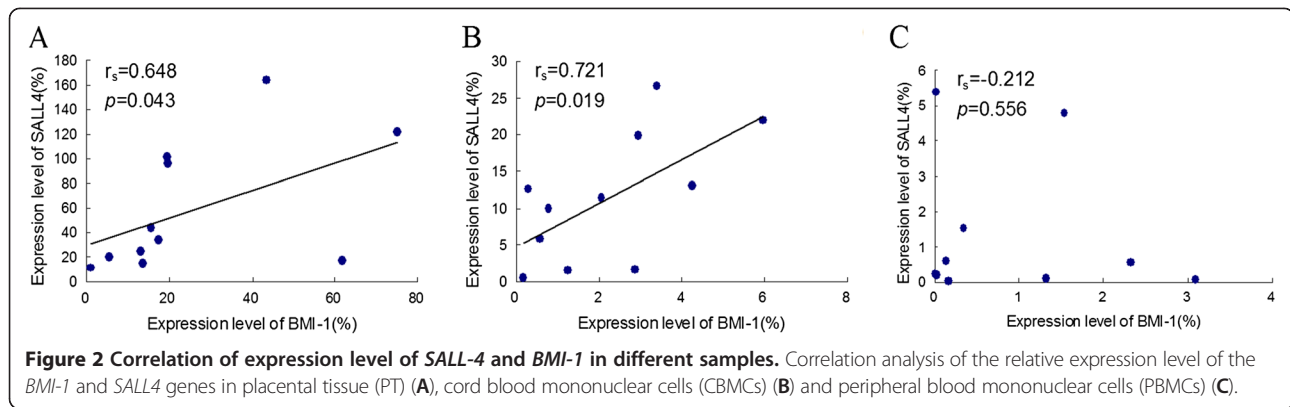 A
B
C
rs=0.648
p=0.043
rs=0.721
p=0.019
rs=-0.212
p=0.556
Expression level of SALL4(%)
180
160
140
120
100
80
60
40
20
0
0 20 40 60 80
Expression level of BMI-1(%)
Expression level of SALL4(%)
30
25
20
15
10
5
0
0 2 4 6 8
Expression level of BMI-1(%)
Expression level of SALL4(%)
6
5
4
3
2
1
0
0 1 2 3 4
Expression level of BMI-1(%)
Figure 2 Correlation of expression level of SALL-4 and BMI-1 in different samples. Correlation analysis of the relative expression level of the
BMI-1 and SALL4 genes in placental tissue (PT) (A), cord blood mononuclear cells (CBMCs) (B) and peripheral blood mononuclear cells (PBMCs) (C).